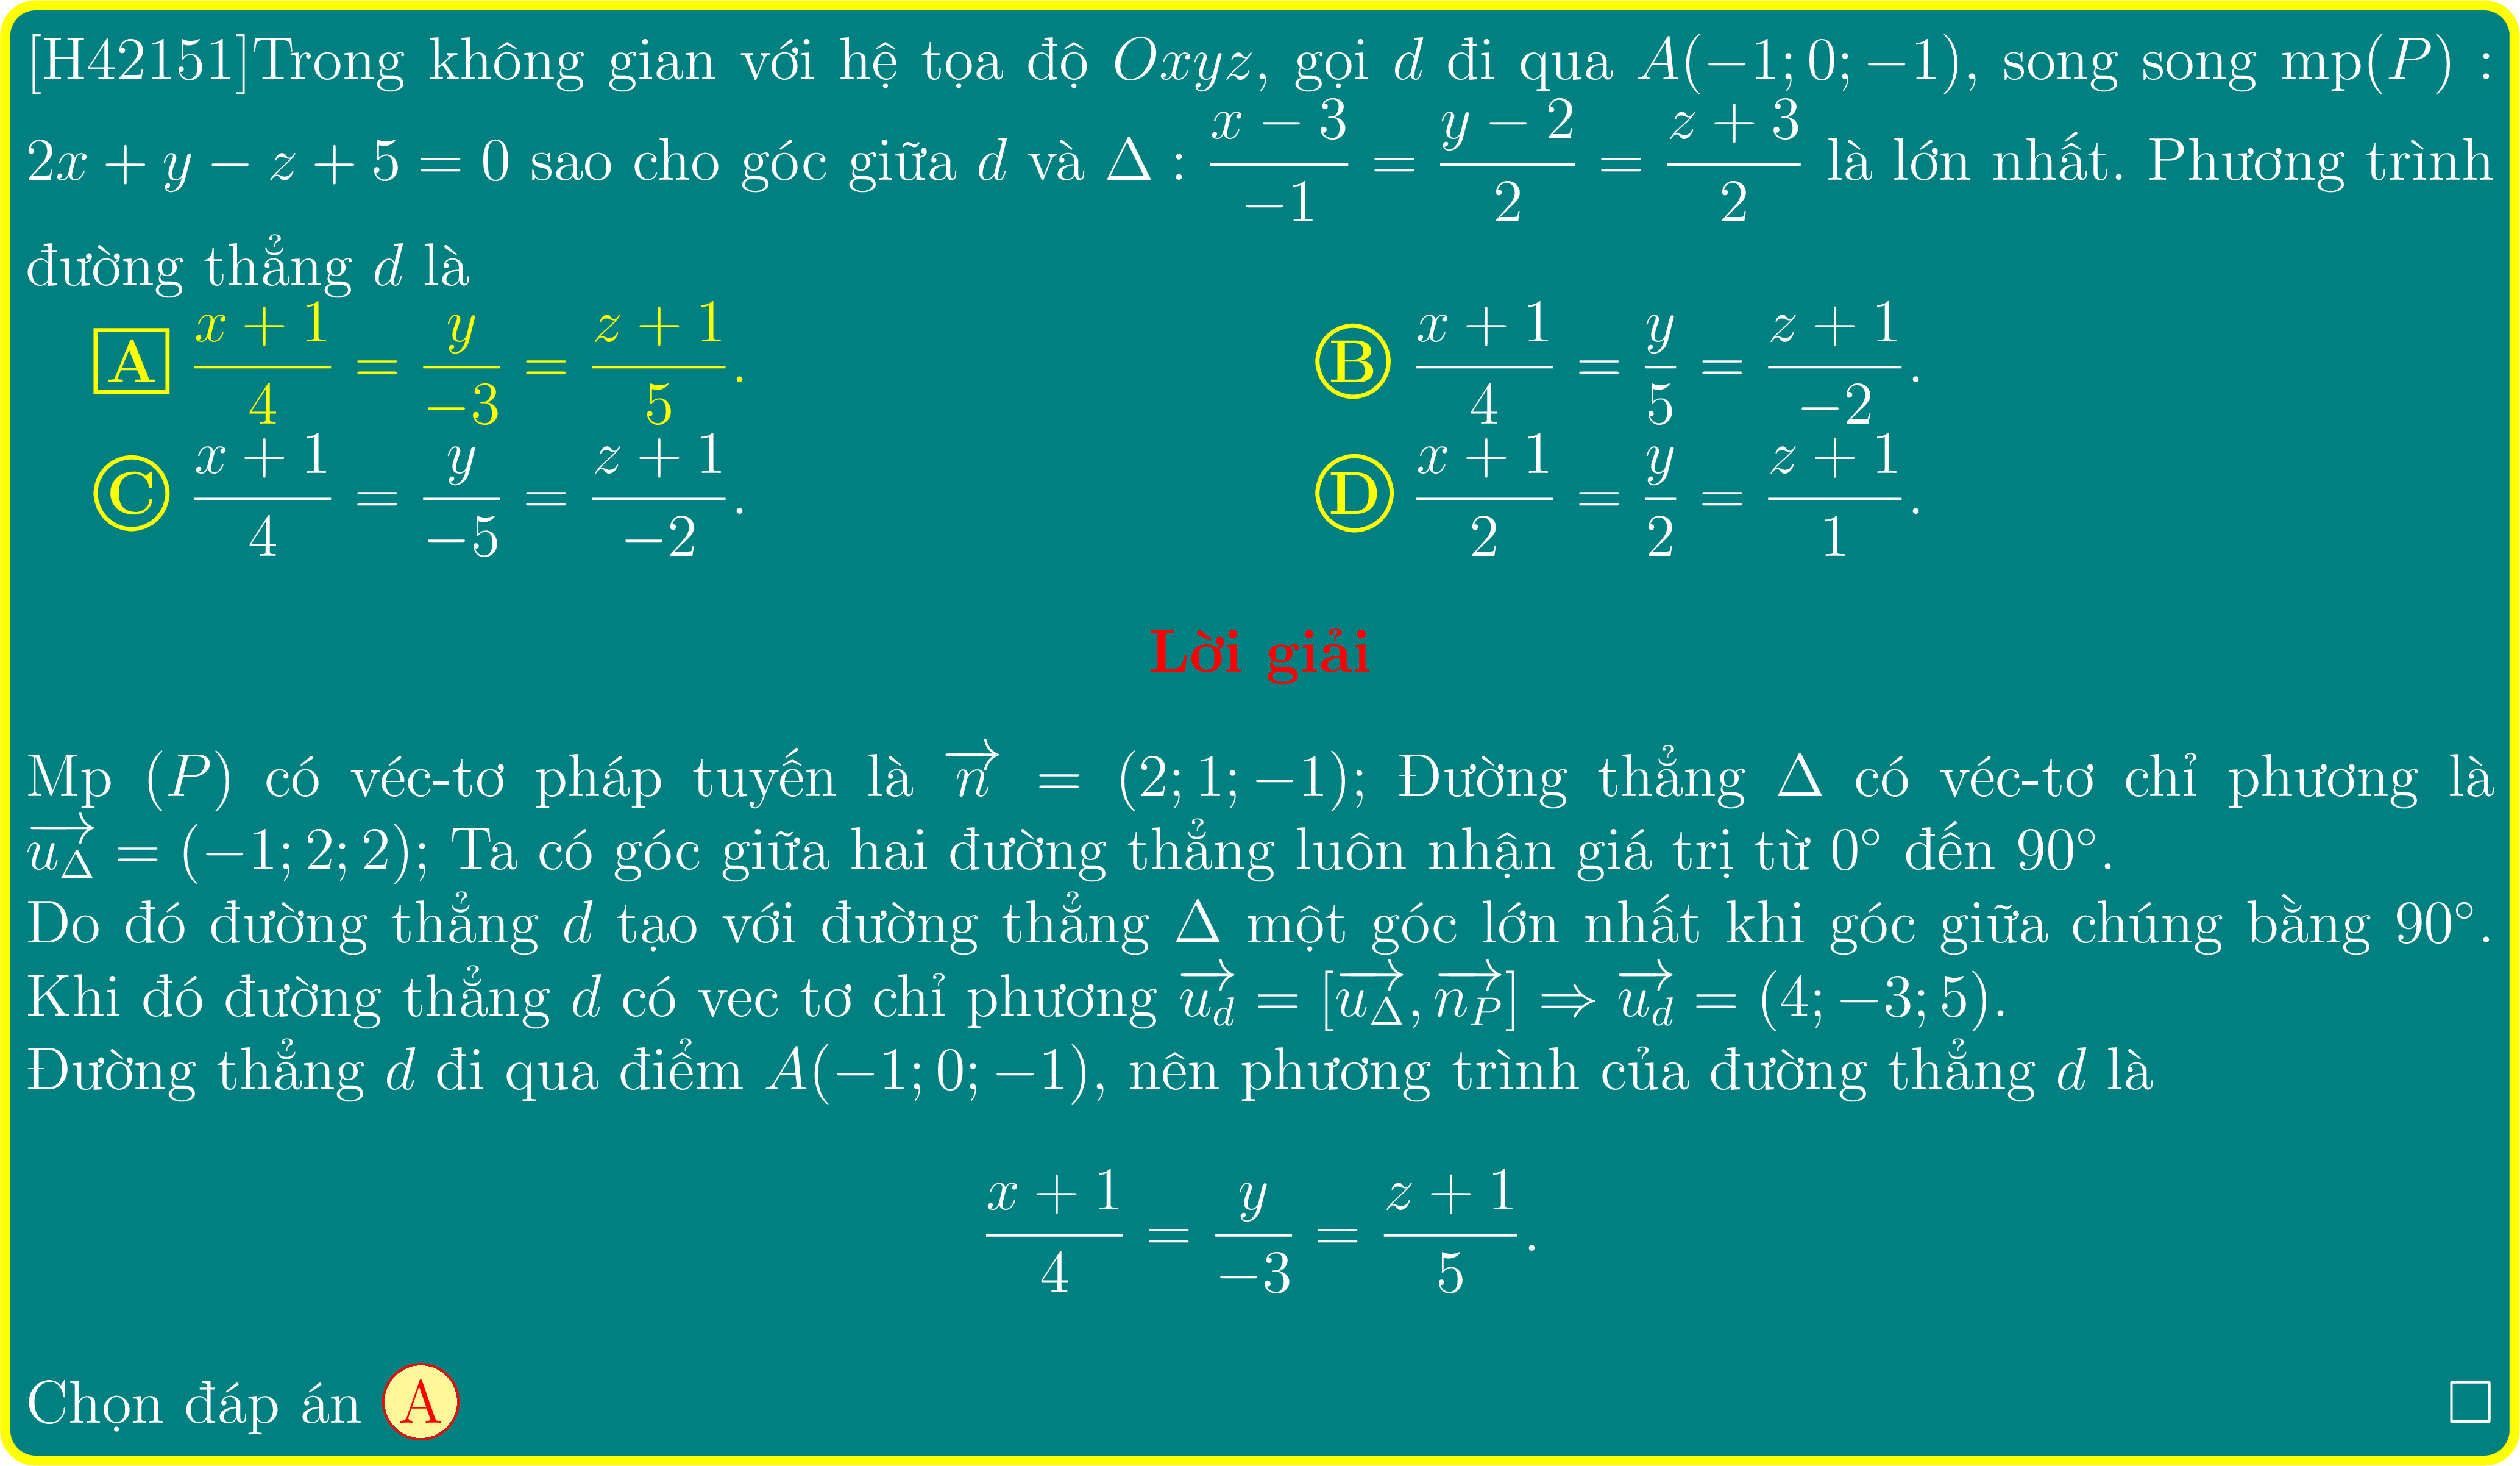 [H42151]Trong không gian với hệ tọa độ Oxyz, gọi d đi qua A(−1; 0; −1), song song mp(P) :
2x + y − z + 5 = 0 sao cho góc giữa d và Δ : \frac{x − 3}{−1} = \frac{y − 2}{2} = \frac{z + 3}{2} là lớn nhất. Phương trình
đường thẳng d là
A \frac{x + 1}{4} = \frac{y}{−3} = \frac{z + 1}{5}. B \frac{x + 1}{4} = \frac{y}{5} = \frac{z + 1}{−2}.
C \frac{x + 1}{4} = \frac{y}{−5} = \frac{z + 1}{−2}. D \frac{x + 1}{2} = \frac{y}{2} = \frac{z + 1}{1}.
Lời giải
Mp (P) có véc-tơ pháp tuyến là \overrightarrow{n} = (2; 1; −1); Đường thẳng Δ có véc-tơ chỉ phương là
\overrightarrow{u_Δ} = (−1; 2; 2); Ta có góc giữa hai đường thẳng luôn nhận giá trị từ 0° đến 90°.
Do đó đường thẳng d tạo với đường thẳng Δ một góc lớn nhất khi góc giữa chúng bằng 90°.
Khi đó đường thẳng d có vec tơ chỉ phương \overrightarrow{u_d} = [\overrightarrow{u_Δ}, \overrightarrow{n_P}] ⇒ \overrightarrow{u_d} = (4; −3; 5).
Đường thẳng d đi qua điểm A(−1; 0; −1), nên phương trình của đường thẳng d là
\frac{x + 1}{4} = \frac{y}{−3} = \frac{z + 1}{5}.
Chọn đáp án A □